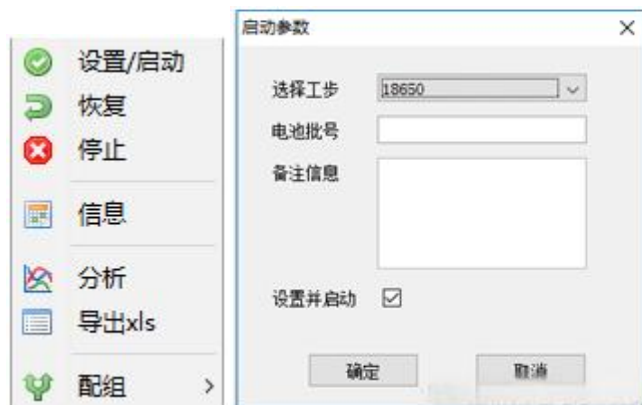 设置/启动
恢复
停止
信息
分析
导出xls
配组
启动参数
选择工步
18650
电池批号
备注信息
设置并启动
确定
取消